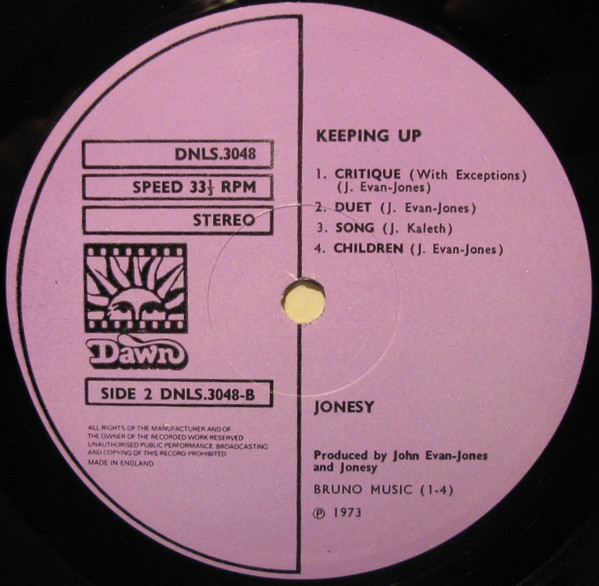 DNLS.3048
SPEED 33⅓ RPM
STEREO
Dawn
SIDE 2 DNLS.3048-B
ALL RIGHTS OF THE MANUFACTURER AND OF
THE OWNER OF THE RECORDED WORK RESERVED
UNAUTHORISED PUBLIC PERFORMANCE BROADCASTING
AND COPYING OF THIS RECORD PROHIBITED
MADE IN ENGLAND
KEEPING UP
1. CRITIQUE (With Exceptions)
(J. Evan-Jones)
2. DUET (J. Evan-Jones)
3. SONG (J. Kaleth)
4. CHILDREN (J. Evan-Jones)
JONESY
Produced by John Evan-Jones
and Jonesy
BRUNO MUSIC (1-4)
℗ 1973